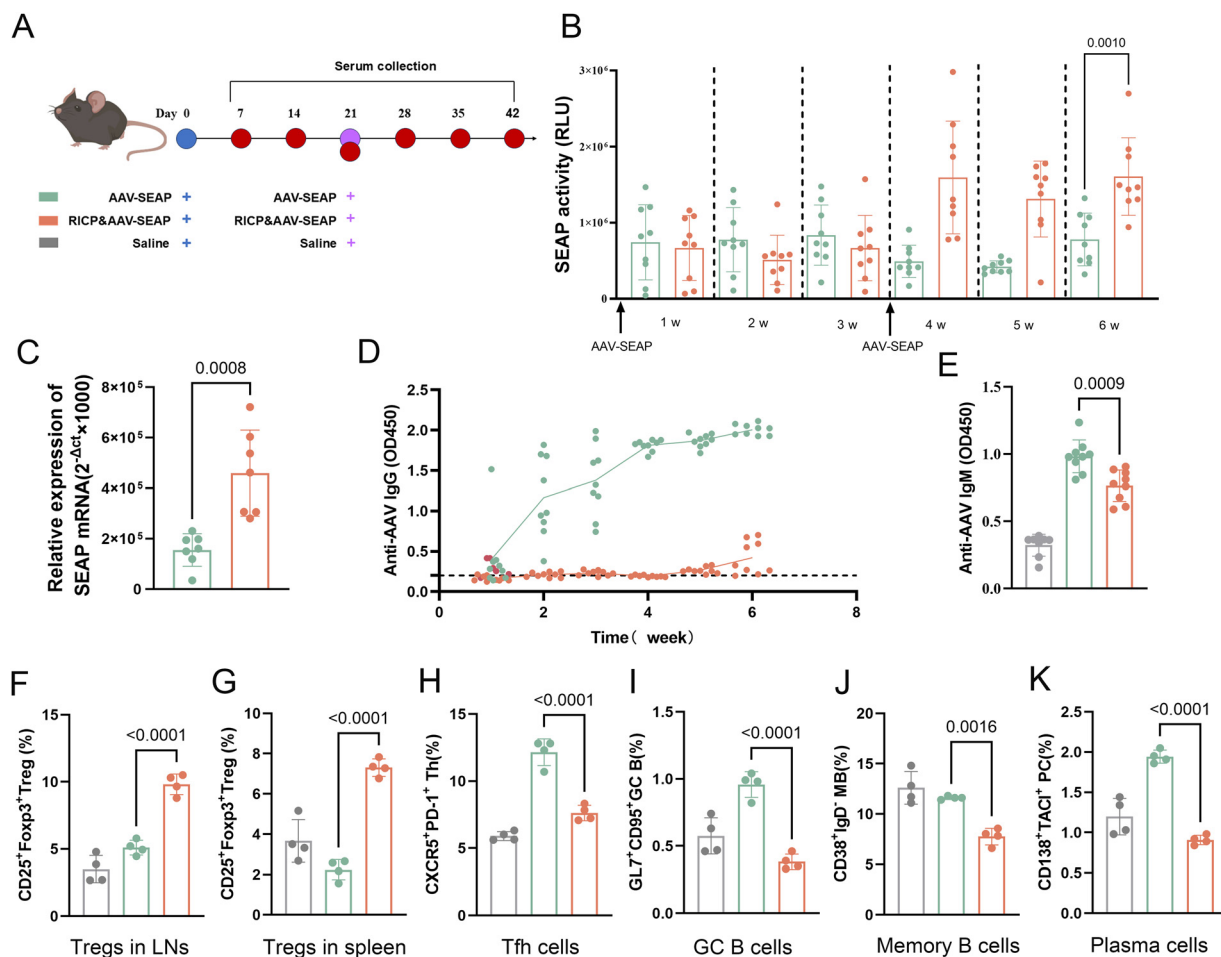 A
Serum collection
Day 0 7 14 21 28 35 42
AAV-SEAP + AAV-SEAP +
RICP&AAV-SEAP + RICP&AAV-SEAP +
Saline + Saline +
B
SEAP activity (RLU)
3×10⁶
2×10⁶
1×10⁶
0
0.0010
1 w 2 w 3 w 4 w 5 w 6 w
AAV-SEAP AAV-SEAP
C
Relative expression of
SEAP mRNA(2⁻Δct×1000)
8×10⁵
6×10⁵
4×10⁵
2×10⁵
0
0.0008
D
Anti-AAV IgG (OD450)
2.5
2.0
1.5
1.0
0.5
0.0
0 2 4 6 8
Time( week)
E
Anti-AAV IgM (OD450)
1.5
1.0
0.5
0.0
0.0009
F
CD25⁺Foxp3⁺Treg (%)
15
10
5
0
<0.0001
Tregs in LNs
G
CD25⁺Foxp3⁺Treg (%)
10
8
6
4
2
0
<0.0001
Tregs in spleen
H
CXCR5⁺PD-1⁺ Th(%)
15
10
5
0
<0.0001
Tfh cells
I
GL7⁺CD95⁺GC B(%)
1.5
1.0
0.5
0.0
<0.0001
GC B cells
J
CD38⁺IgD⁻ MB(%)
20
15
10
5
0
0.0016
Memory B cells
K
CD138⁺TACI⁺ PC(%)
2.5
2.0
1.5
1.0
0.5
0.0
<0.0001
Plasma cells